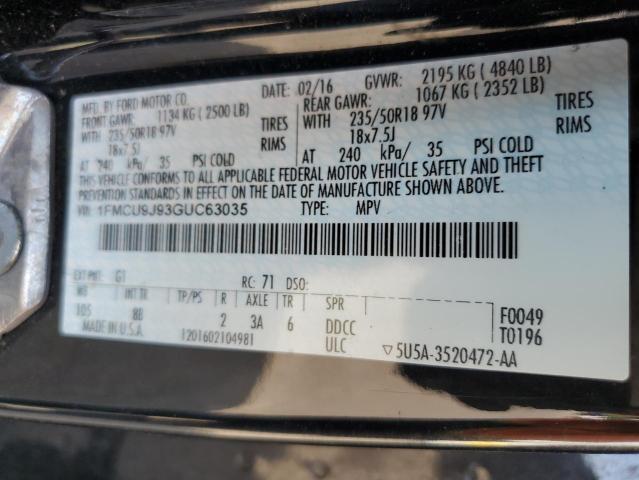 MFD. BY FORD MOTOR CO.
DATE: 02/16 GVWR: 2195 KG ( 4840 LB)
FRONT GAWR: 1134 KG ( 2500 LB)
REAR GAWR: 1067 KG ( 2352 LB)
WITH 235/50R18 97V TIRES
18x7.5J RIMS
AT 240 kPa/ 35 PSI COLD
WITH 235/50R18 97V TIRES
18x7.5J RIMS
AT 240 kPa/ 35 PSI COLD
THIS VEHICLE CONFORMS TO ALL APPLICABLE FEDERAL MOTOR VEHICLE SAFETY AND THEFT
PREVENTION STANDARDS IN EFFECT ON THE DATE OF MANUFACTURE SHOWN ABOVE.
VIN: 1FMCU9J93GUC63035 TYPE: MPV
EXT PNT: G1 RC: 71 DSO:
WB INT TR TP/PS R AXLE TR SPR
105 8B 2 3A 6 DDCC
F0049
T0196
MADE IN U.S.A. 1201602104981 ULC ▽5U5A-3520472-AA